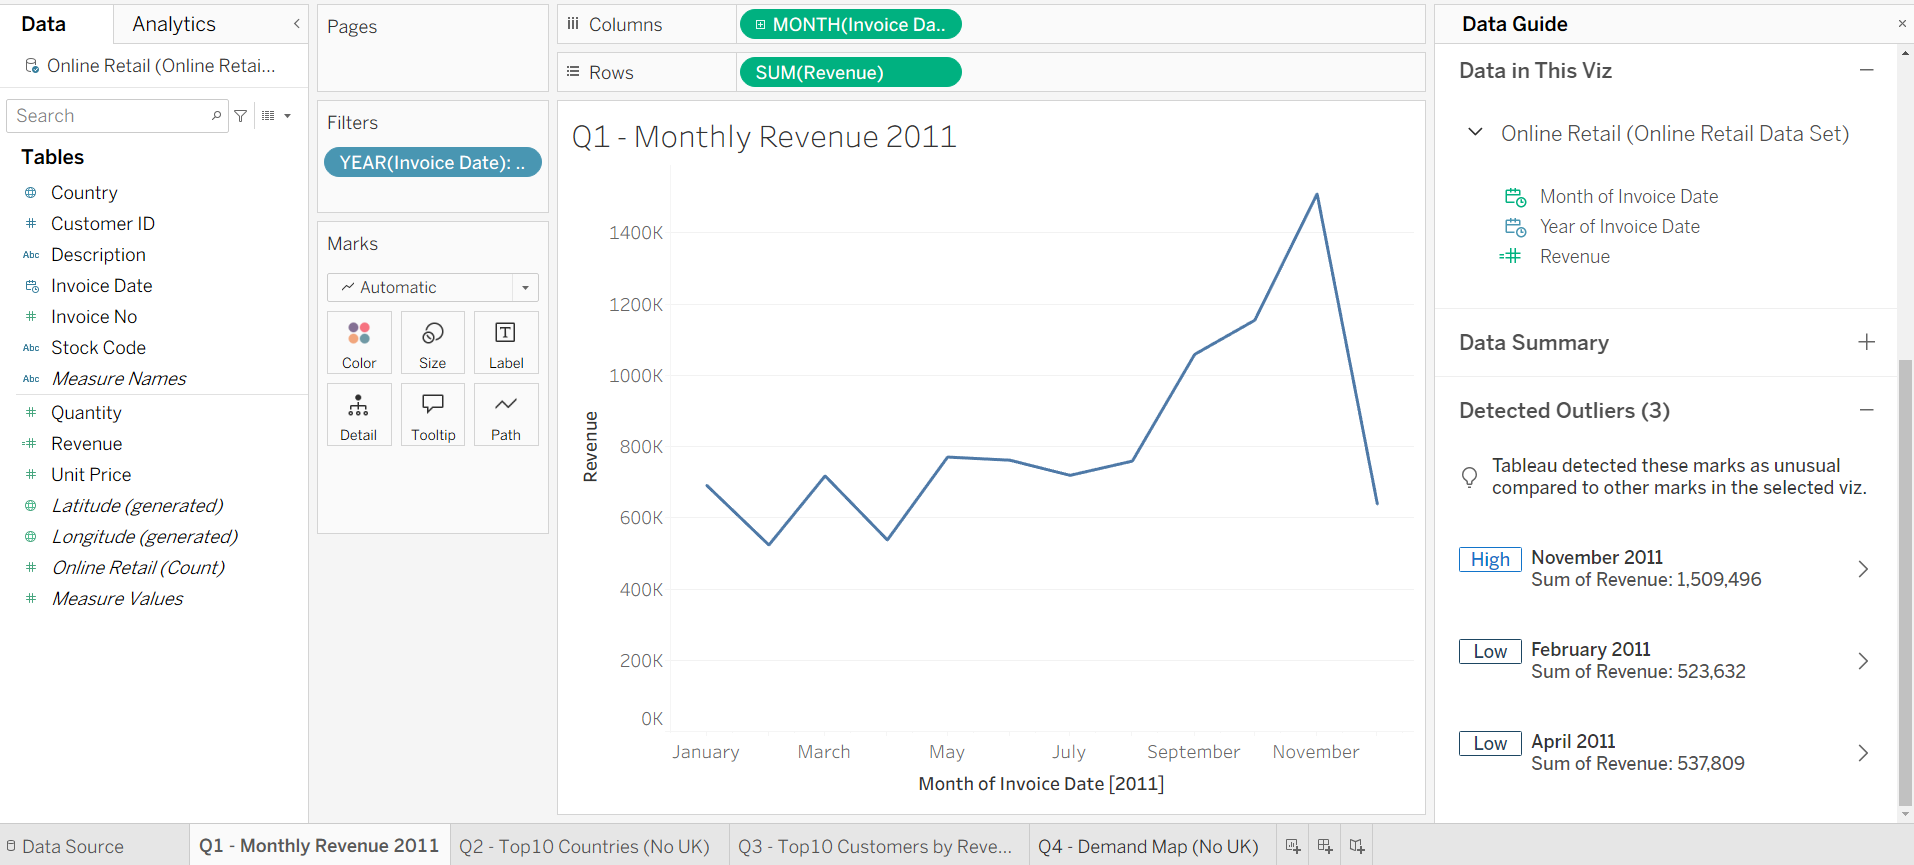 Data
Analytics
Online Retail (Online Retai...
Search
Tables
Country
Customer ID
Abc Description
Invoice Date
Invoice No
Abc Stock Code
Abc Measure Names
Quantity
Revenue
Unit Price
Latitude (generated)
Longitude (generated)
Online Retail (Count)
Measure Values
Pages
Filters
YEAR(Invoice Date): ..
Marks
Automatic
Color
Size
Label
Detail
Tooltip
Path
Columns
MONTH(Invoice Da..
Rows
SUM(Revenue)
Q1 - Monthly Revenue 2011
Revenue
1400K
1200K
1000K
800K
600K
400K
200K
0K
January March May July September November
Month of Invoice Date [2011]
Data Guide
Data in This Viz
Online Retail (Online Retail Data Set)
Month of Invoice Date
Year of Invoice Date
Revenue
Data Summary
Detected Outliers (3)
Tableau detected these marks as unusual
compared to other marks in the selected viz.
High November 2011
Sum of Revenue: 1,509,496
Low February 2011
Sum of Revenue: 523,632
Low April 2011
Sum of Revenue: 537,809
Data Source
Q1 - Monthly Revenue 2011
Q2 - Top10 Countries (No UK)
Q3 - Top10 Customers by Reve...
Q4 - Demand Map (No UK)